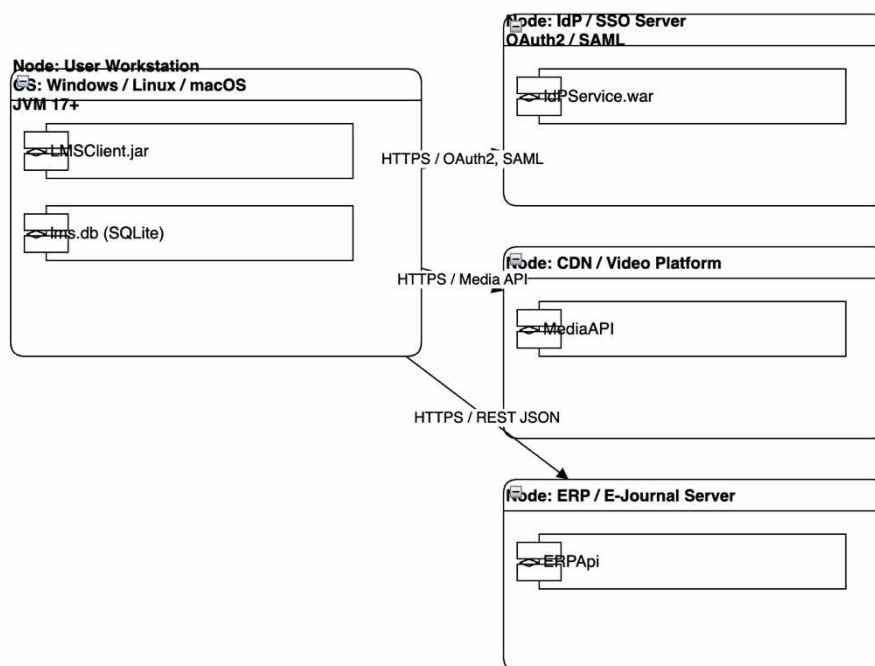 Node: User Workstation
OS: Windows / Linux / macOS
JVM 17+
LMSClient.jar
lms.db (SQLite)
HTTPS / OAuth2, SAML
HTTPS / Media API
HTTPS / REST JSON
Node: IdP / SSO Server
OAuth2 / SAML
IdPService.war
Node: CDN / Video Platform
MediaAPI
Node: ERP / E-Journal Server
ERPApi